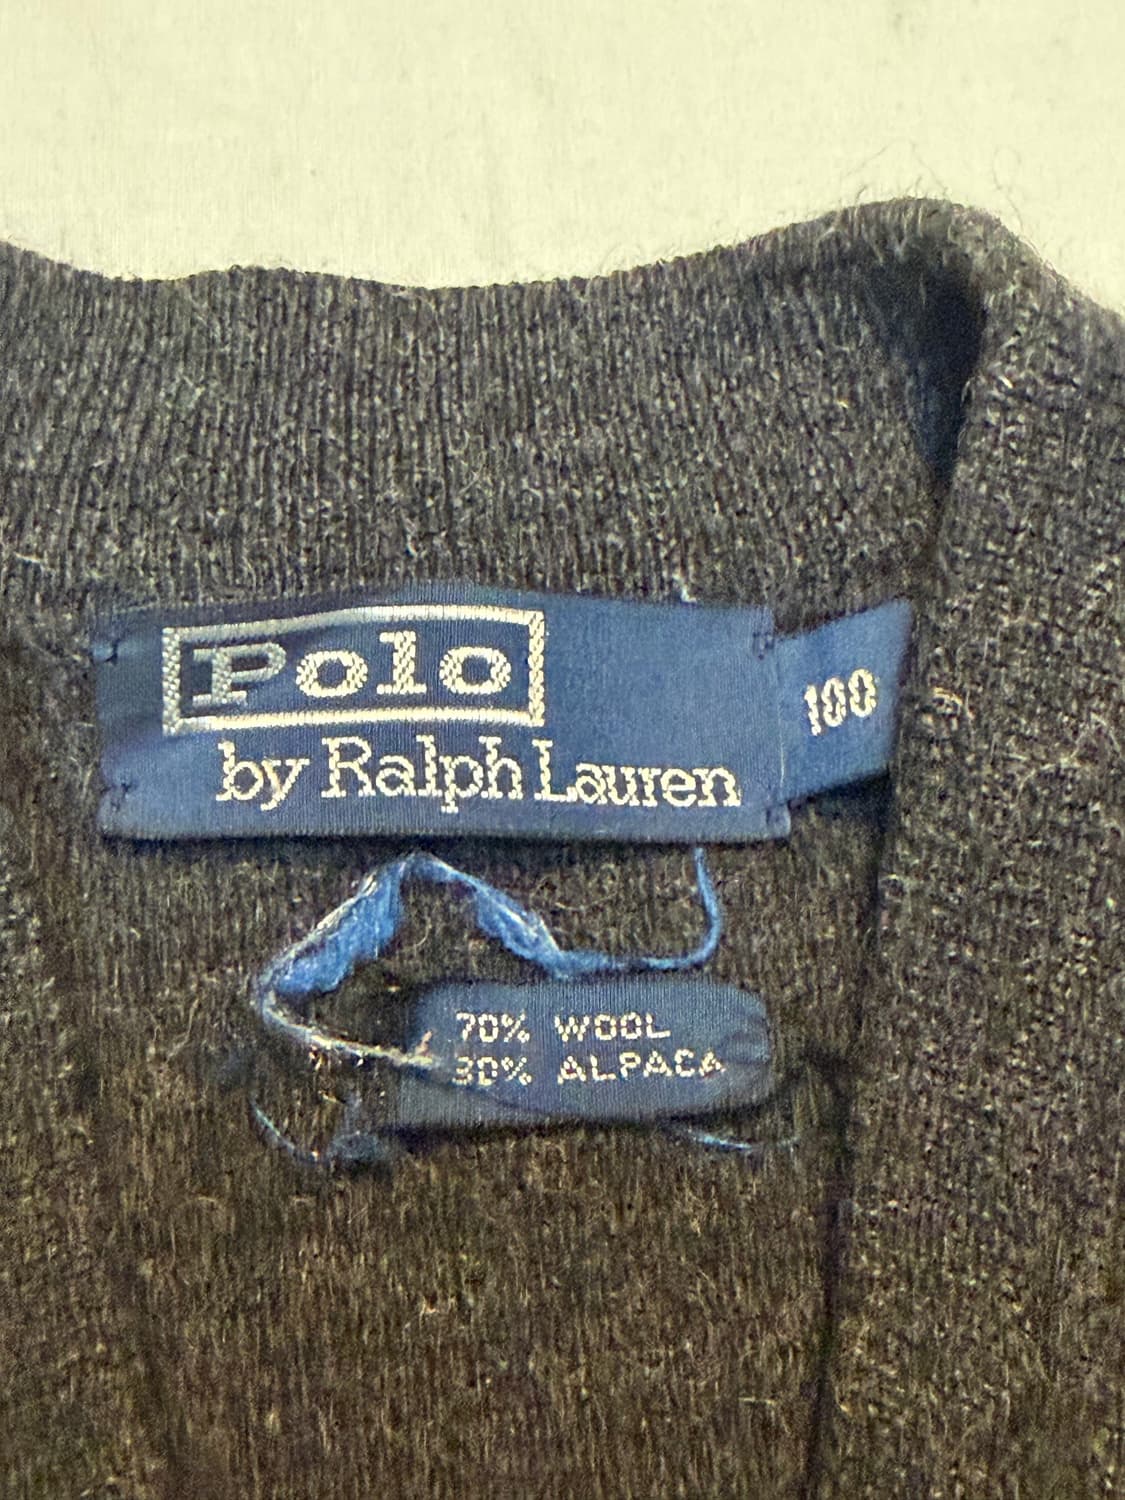 Polo
by Ralph Lauren
100
70% WOOL
30% ALPACA